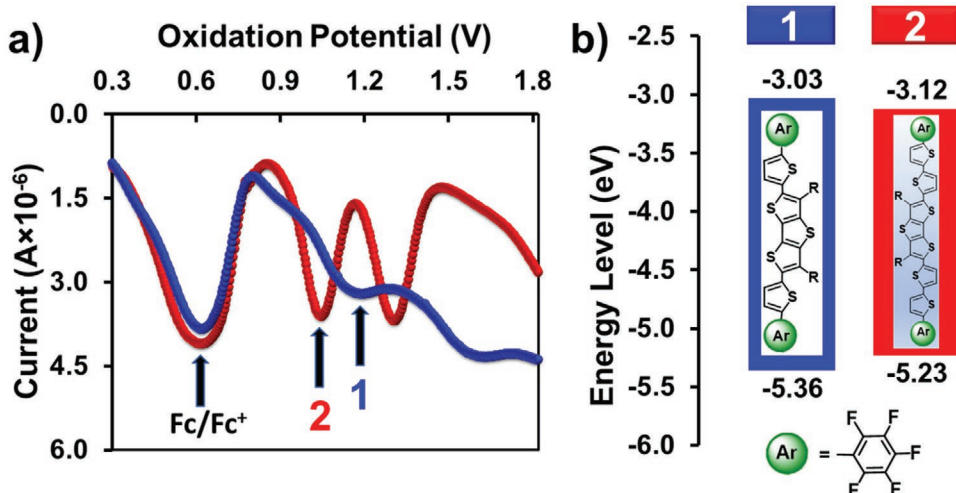 a)
Oxidation Potential (V)
0.3 0.6 0.9 1.2 1.5 1.8
Current (A×10⁻⁶)
0.0
1.5
3.0
4.5
6.0
Fc/Fc⁺
2
1
b)
1 2
Energy Level (eV)
-2.5
-3.0
-3.5
-4.0
-4.5
-5.0
-5.5
-6.0
-3.03
Ar
S
R
S
S
S
S
R
S
Ar
-5.36
-3.12
Ar
S
S
R
S
S
S
S
R
S
S
Ar
-5.23
Ar =
F
F
F
F
F